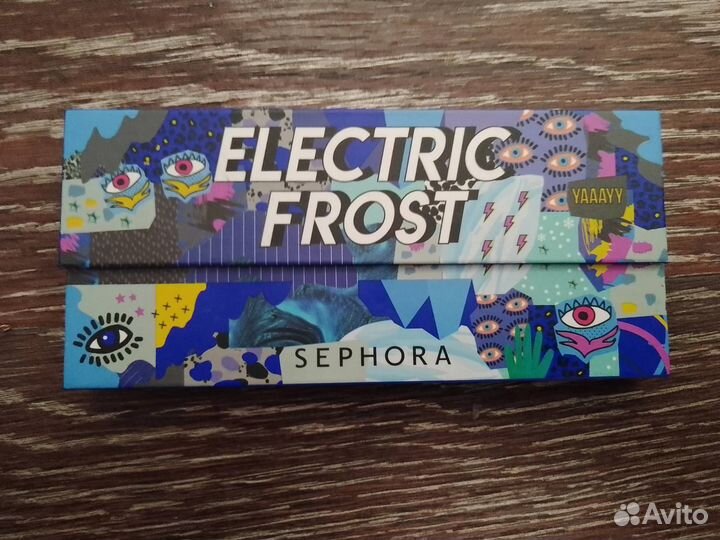 ELECTRIC
FROST
YAAAYY
SEPHORA
Avito